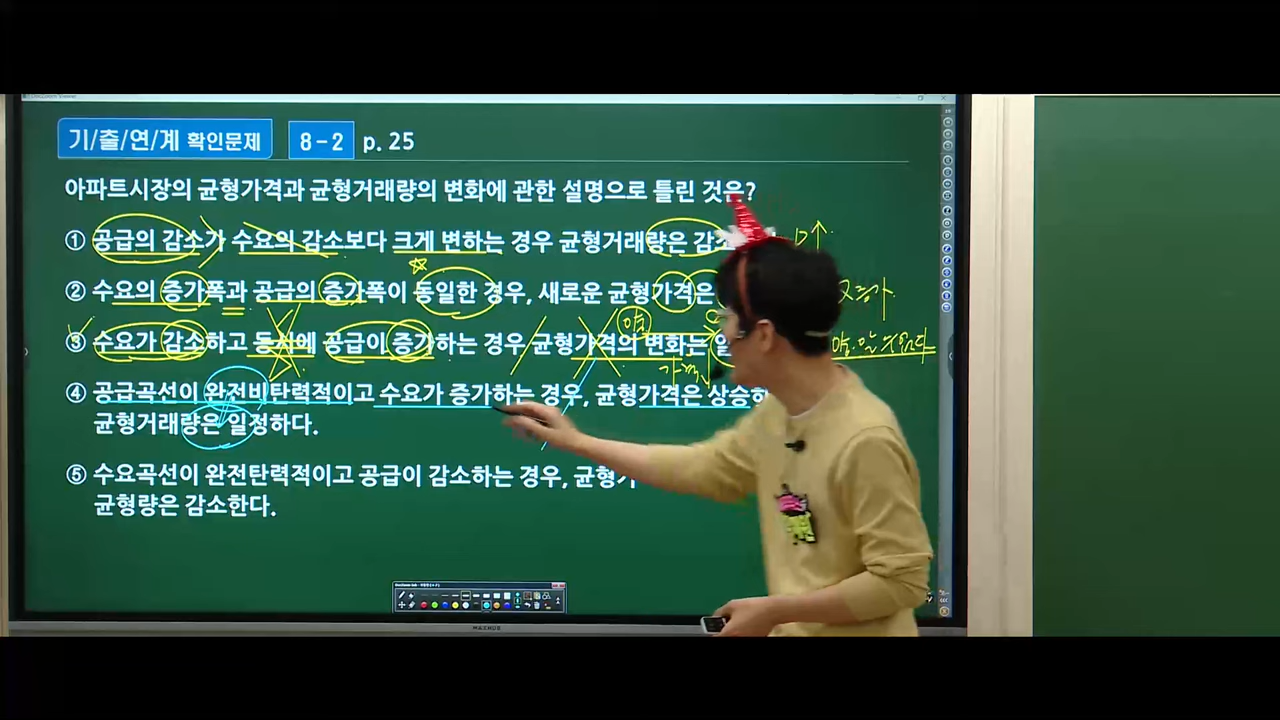 기/출/연/계 확인문제 8-2 p. 25
아파트시장의 균형가격과 균형거래량의 변화에 관한 설명으로 틀린 것은?
① 공급의 감소가 수요의 감소보다 크게 변하는 경우 균형거래량은 감소 D↑
② 수요의 증가폭과 공급의 증가폭이 동일한 경우, 새로운 균형가격은
③ 수요가 감소하고 동시에 공급이 증가하는 경우 균형가격의 변화는
④ 공급곡선이 완전비탄력적이고 수요가 증가하는 경우, 균형가격은 상승하
균형거래량은 일정하다.
⑤ 수요곡선이 완전탄력적이고 공급이 감소하는 경우, 균형가
균형량은 감소한다.